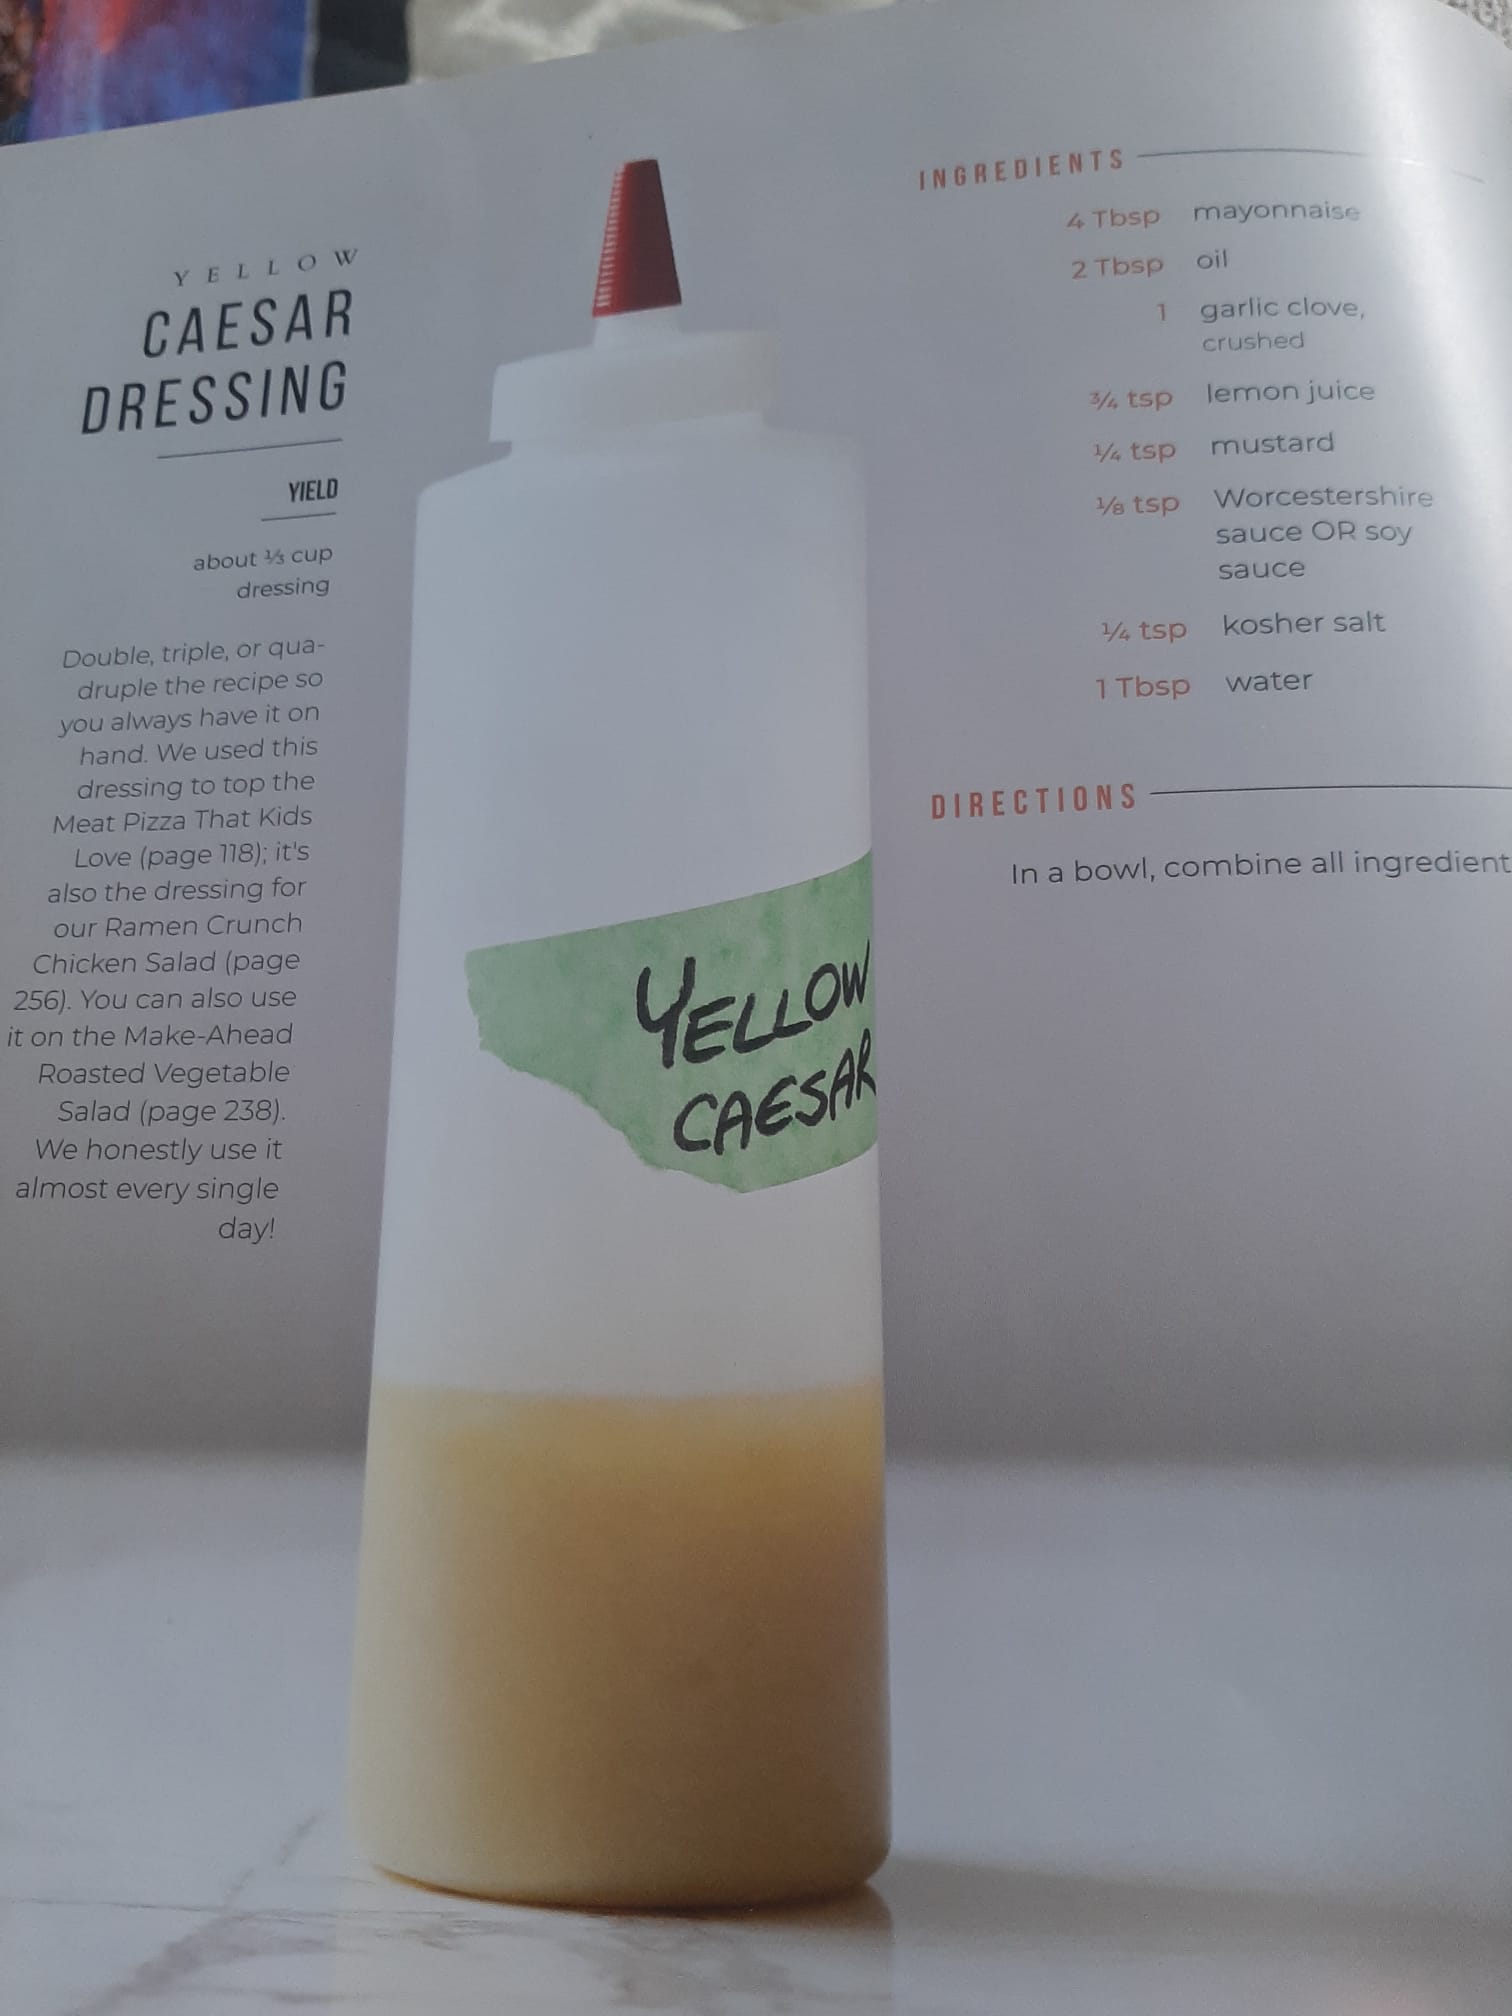 YELLOW
CAESAR
DRESSING
YIELD
about ⅓ cup
dressing
Double, triple, or qua-
druple the recipe so
you always have it on
hand. We used this
dressing to top the
Meat Pizza That Kids
Love (page 118); it's
also the dressing for
our Ramen Crunch
Chicken Salad (page
256). You can also use
it on the Make-Ahead
Roasted Vegetable
Salad (page 238).
We honestly use it
almost every single
day!
YELLOW
CAESAR
INGREDIENTS
4 Tbsp mayonnaise
2 Tbsp oil
1 garlic clove,
crushed
¾ tsp lemon juice
¼ tsp mustard
⅛ tsp Worcestershire
sauce OR soy
sauce
¼ tsp kosher salt
1 Tbsp water
DIRECTIONS
In a bowl, combine all ingredient